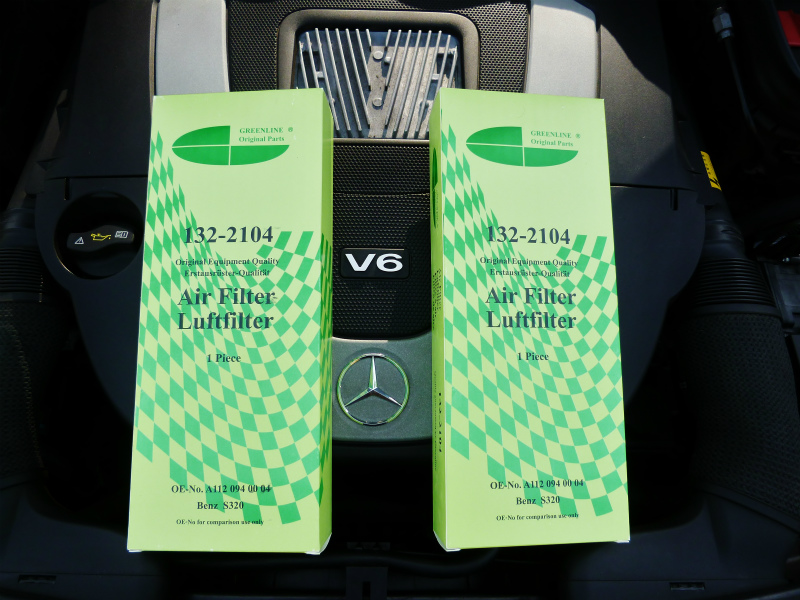 GREENLINE ®
Original Parts
132-2104
Original Equipment Quality
Erstausrüster-Qualität
Air Filter
Luftfilter
1 Piece
OE-No. A112 094 00 04
Benz S320
OE-No for comparison use only
V6
GREENLINE ®
Original Parts
132-2104
Original Equipment Quality
Erstausrüster-Qualität
Air Filter
Luftfilter
1 Piece
132-2104
OE-No. A112 094 00 04
Benz S320
OE-No for comparison use only